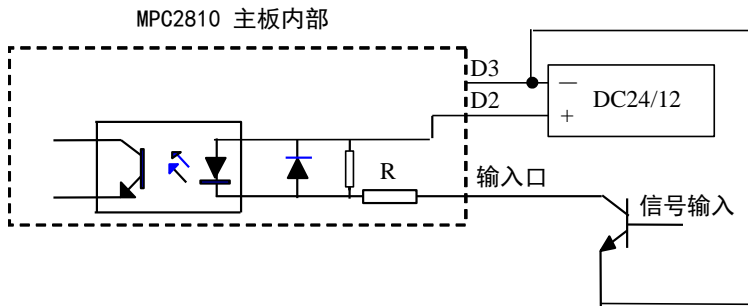 MPC2810 主板内部
D3
D2
—
DC24/12
+
R
输入口
信号输入